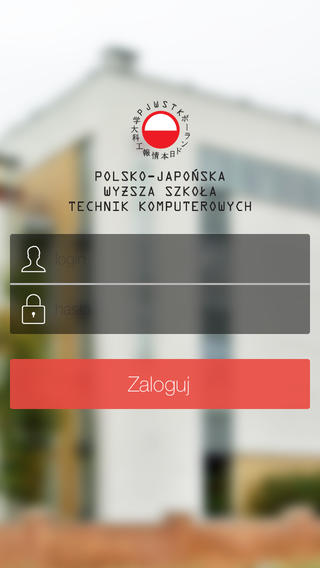 PJWSTK
ポーランド日本情報工科大学
POLSKO-JAPOŃSKA
WYŻSZA SZKOŁA
TECHNIK KOMPUTEROWYCH
login
hasło
Zaloguj